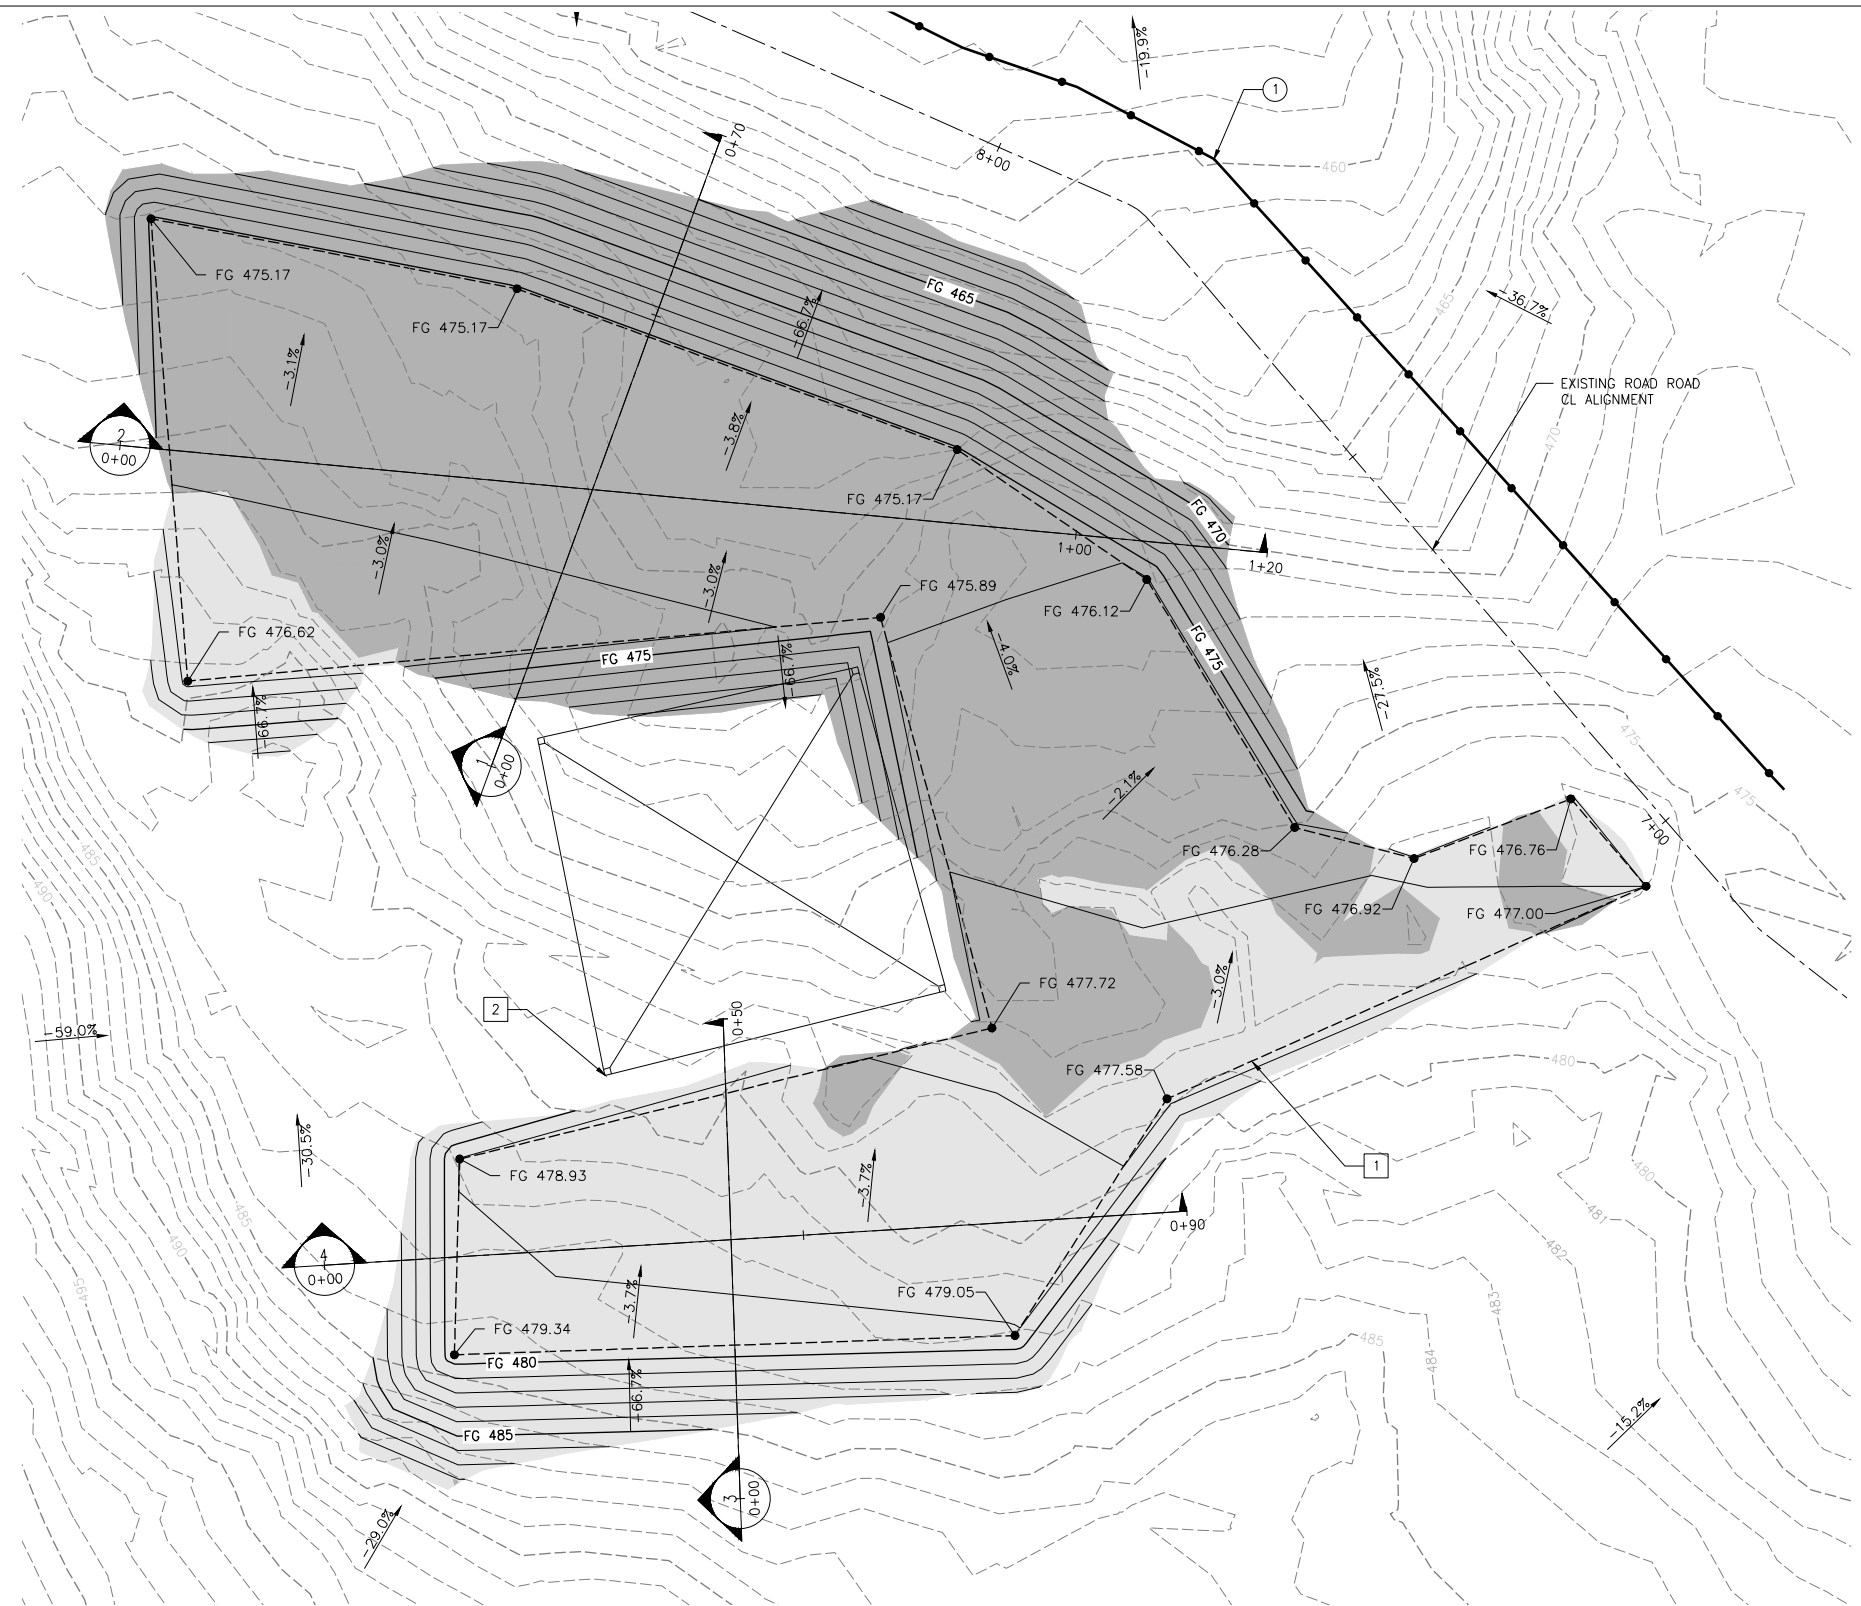 -19.9%
1
8+00
0+70
460
FG 475.17
FG 465
465
-36.7%
-66.7%
FG 475.17
-3.1%
EXISTING ROAD ROAD
CL ALIGNMENT
-3.8%
470
2
0+00
FG 475.17
FG 470
1+00
1+20
-3.0%
-3.0%
FG 475.89
FG 476.12
FG 476.62
FG 475
-4.0%
FG 475
-66.7%
-27.5%
-66.7%
475
1
0+00
-2.1%
475
7+00
485
490
FG 476.28
FG 476.76
FG 476.92
FG 477.00
FG 477.72
-3.0%
2
0+50
-59.0%
480
FG 477.58
-30.5%
FG 478.93
-3.7%
1
480
485
490
481
0+90
482
4
0+00
495
-3.7%
FG 479.05
483
FG 479.34
485
FG 480
484
-66.7%
FG 485
-15.2%
3
0+00
-29.0%